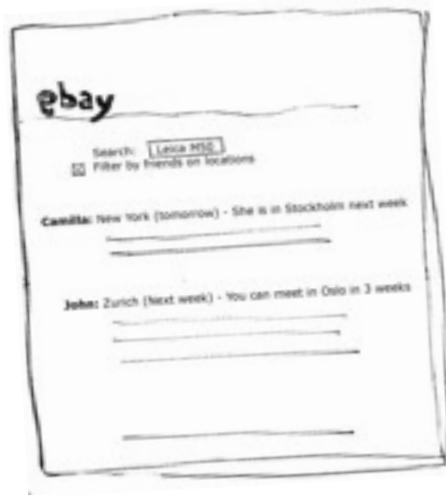 ebay
Search: Leica M50
Filter by friends on locations
Camilla: New York (tomorrow) - She is in Stockholm next week
John: Zurich (Next week) - You can meet in Oslo in 3 weeks